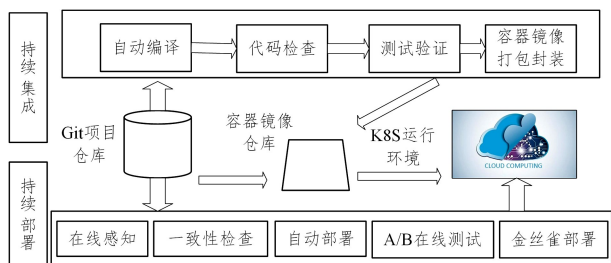 持续集成
自动编译
代码检查
测试验证
容器镜像
打包封装
Git项目
仓库
容器镜像
仓库
K8S运行
环境
CLOUD COMPUTING
持续部署
在线感知
一致性检查
自动部署
A/B在线测试
金丝雀部署